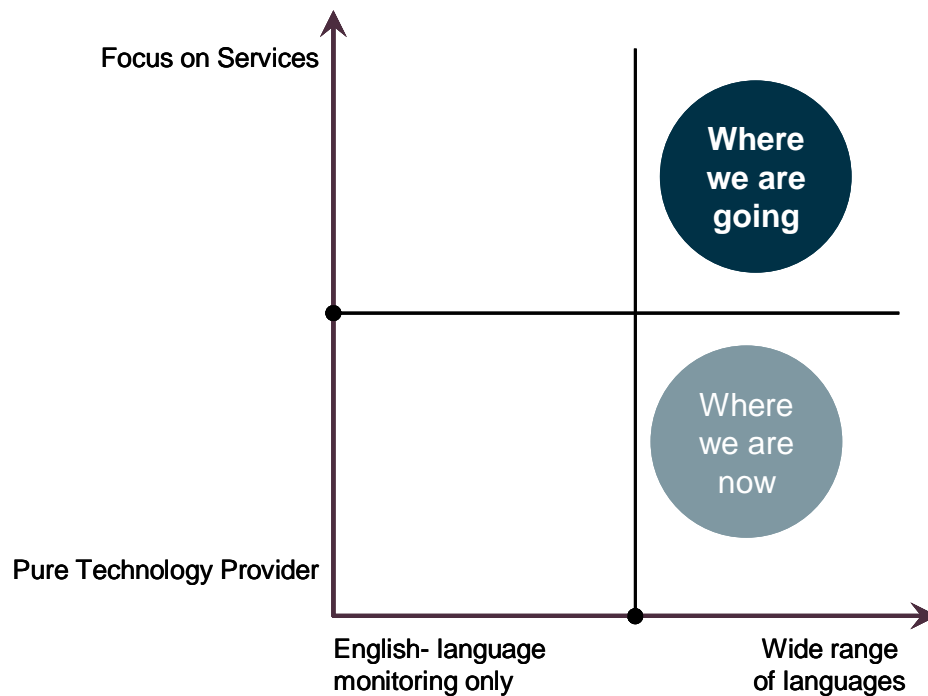 Focus on Services
Where
we are
going
Where
we are
now
Pure Technology Provider
English- language
monitoring only
Wide range
of languages